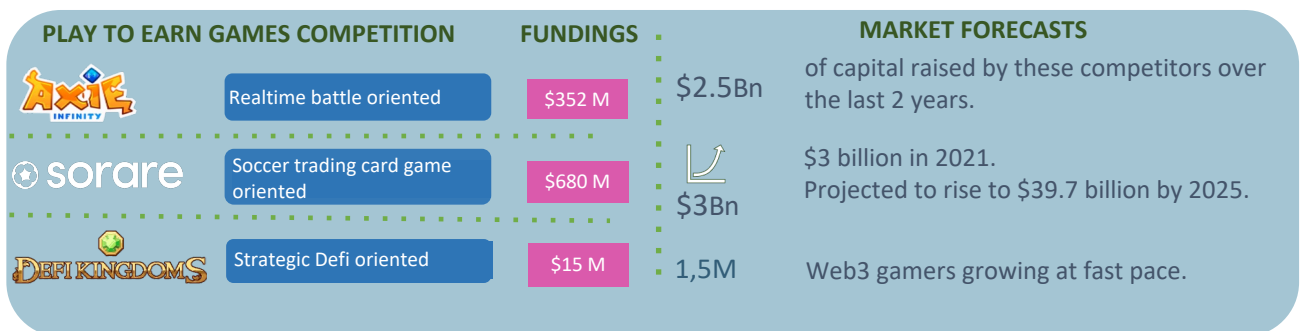 PLAY TO EARN GAMES COMPETITION
FUNDINGS
MARKET FORECASTS
AXIE
INFINITY
Realtime battle oriented
$352 M
$2.5Bn
of capital raised by these competitors over
the last 2 years.
sorare
Soccer trading card game
oriented
$680 M
$3Bn
$3 billion in 2021.
Projected to rise to $39.7 billion by 2025.
DEFI KINGDOMS
Strategic Defi oriented
$15 M
1,5M
Web3 gamers growing at fast pace.